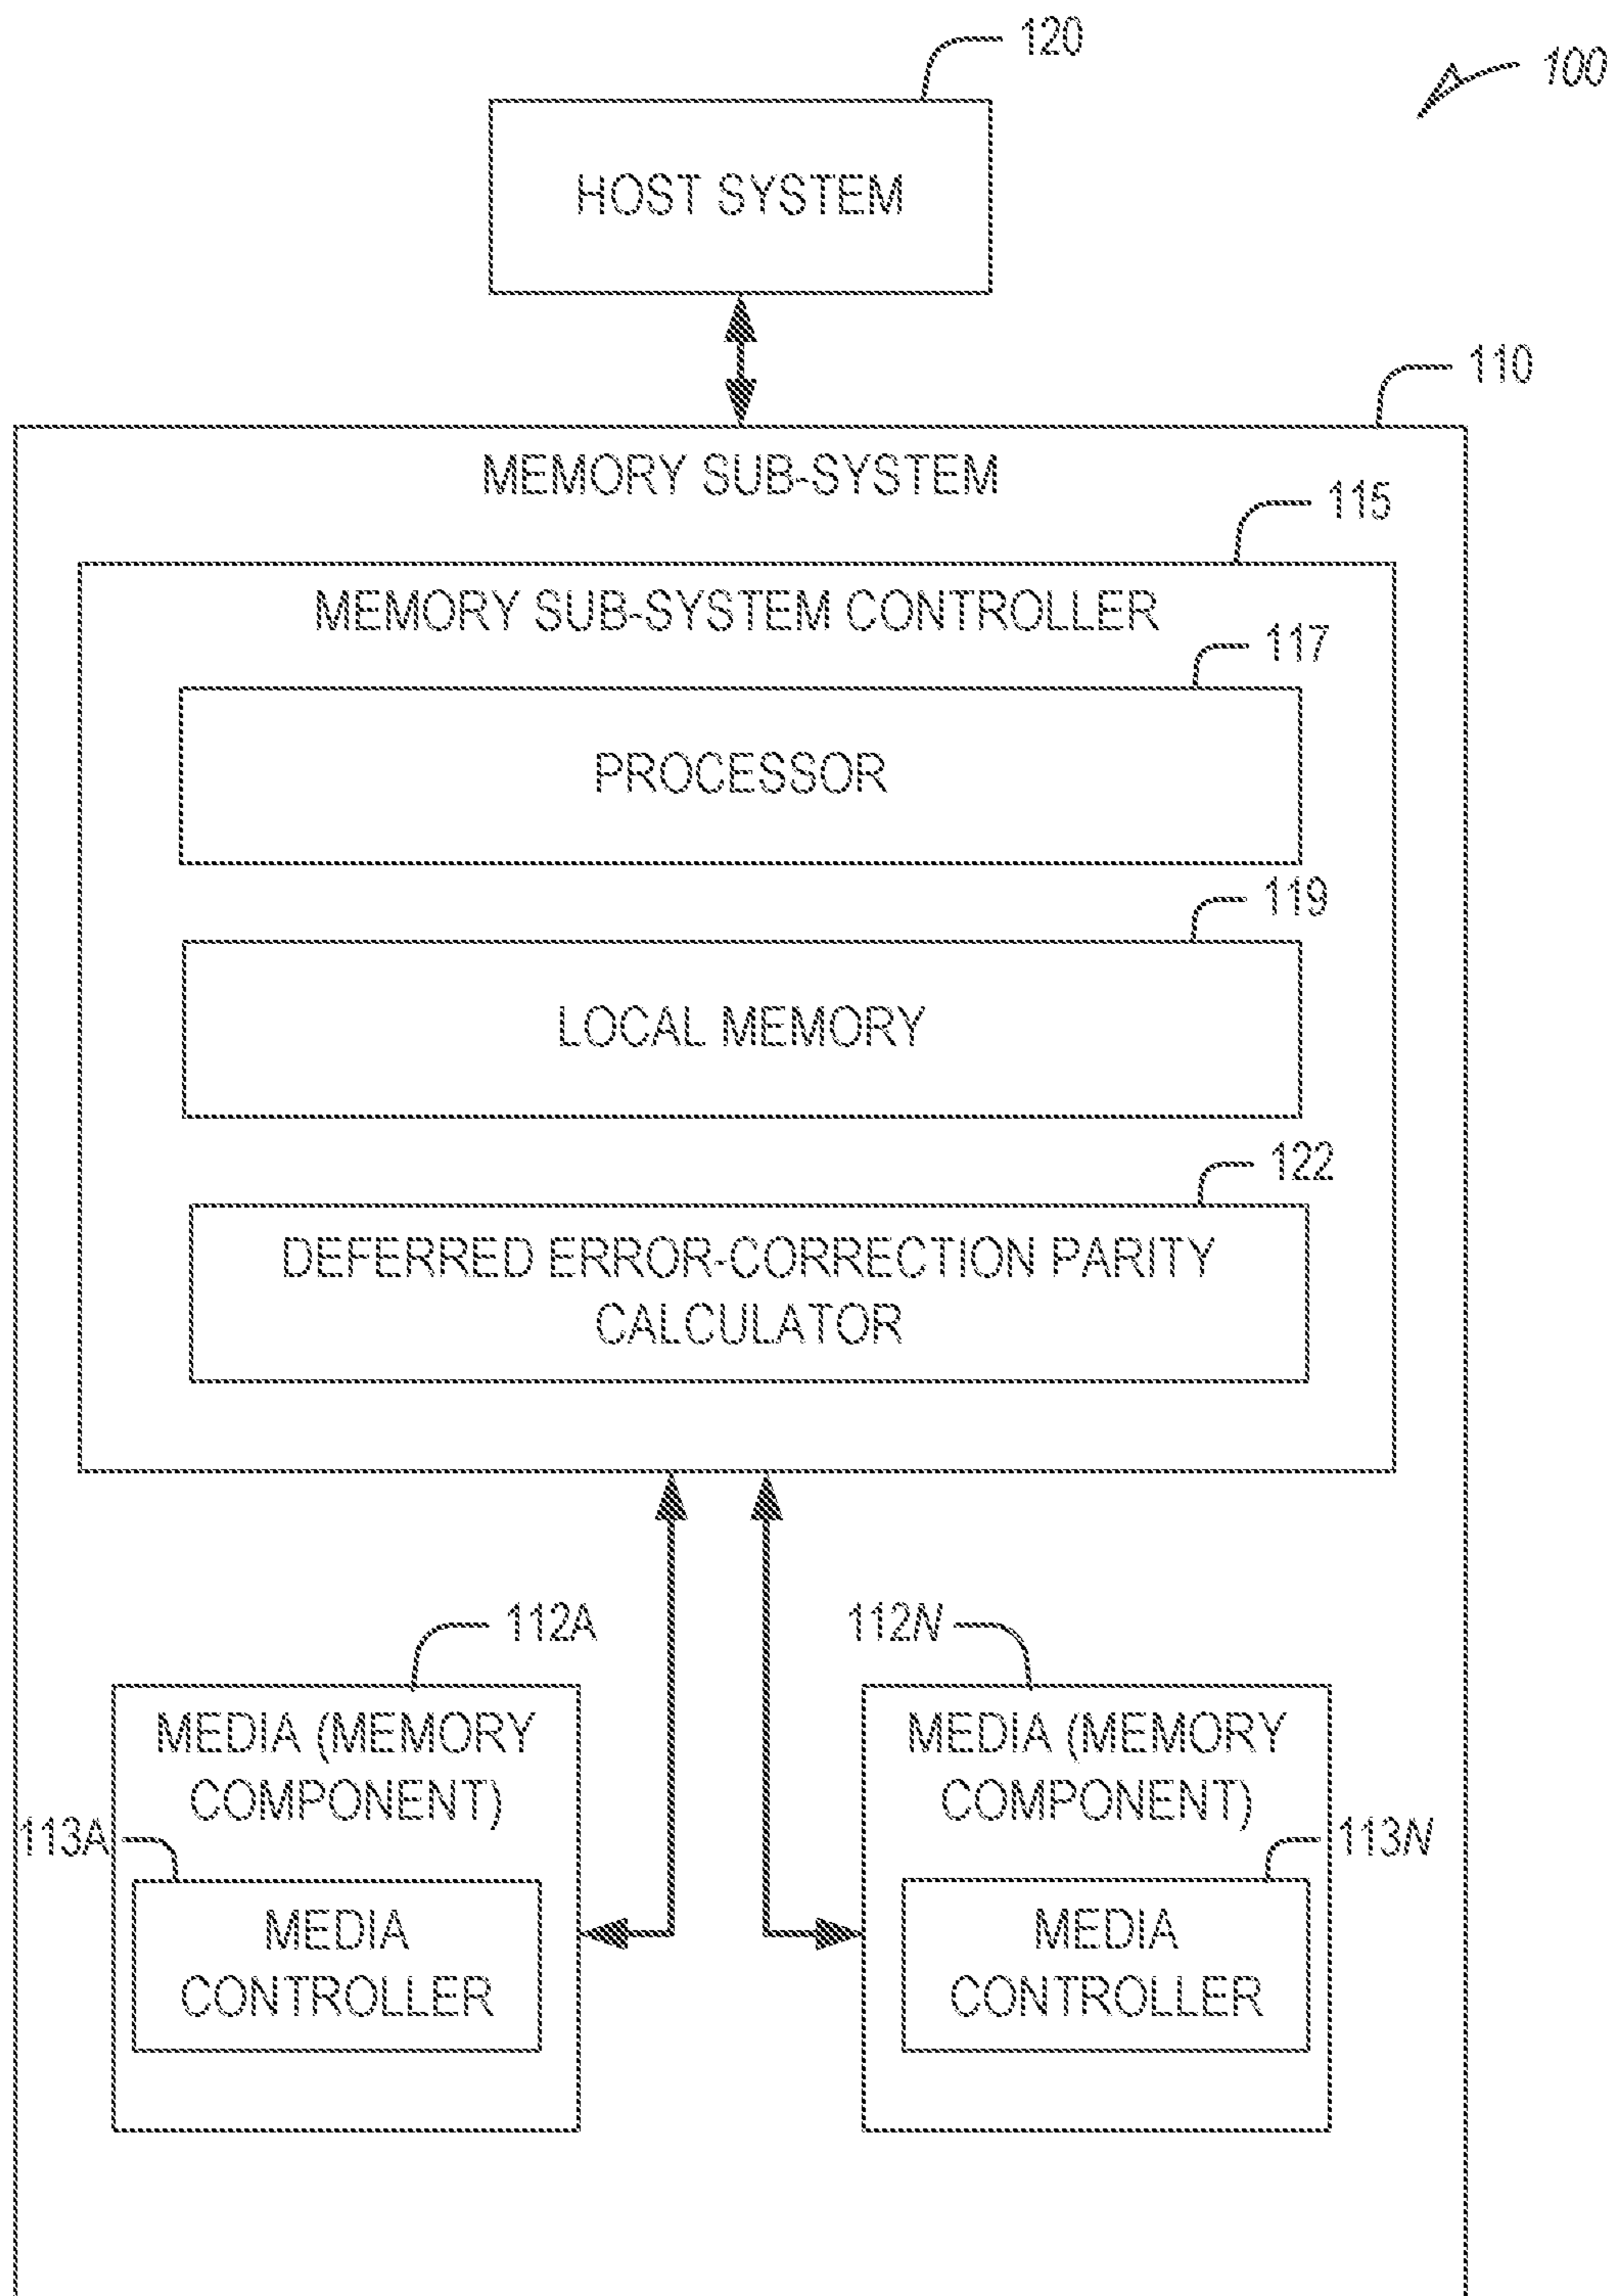 120
100
HOST SYSTEM
110
MEMORY SUB-SYSTEM
115
MEMORY SUB-SYSTEM CONTROLLER
117
PROCESSOR
119
LOCAL MEMORY
122
DEFERRED ERROR-CORRECTION PARITY
CALCULATOR
112A
112N
MEDIA (MEMORY
COMPONENT)
MEDIA (MEMORY
COMPONENT)
113A
113N
MEDIA
CONTROLLER
MEDIA
CONTROLLER